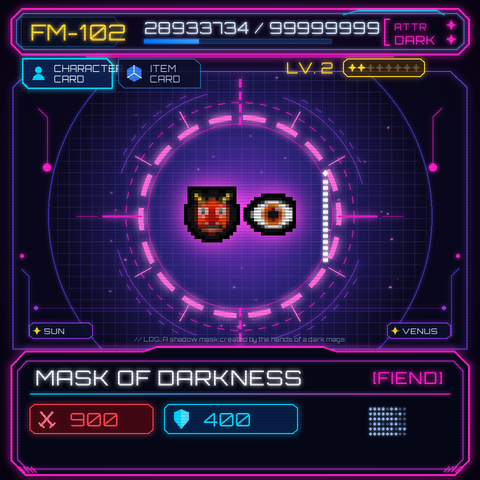 FM-102
28933734 / 99999999
ATTR
DARK
CHARACTER
CARD
ITEM
CARD
LV. 2
SUN
VENUS
// LOG: A shadow mask created by the hands of a dark mage.
MASK OF DARKNESS
[FIEND]
900
400